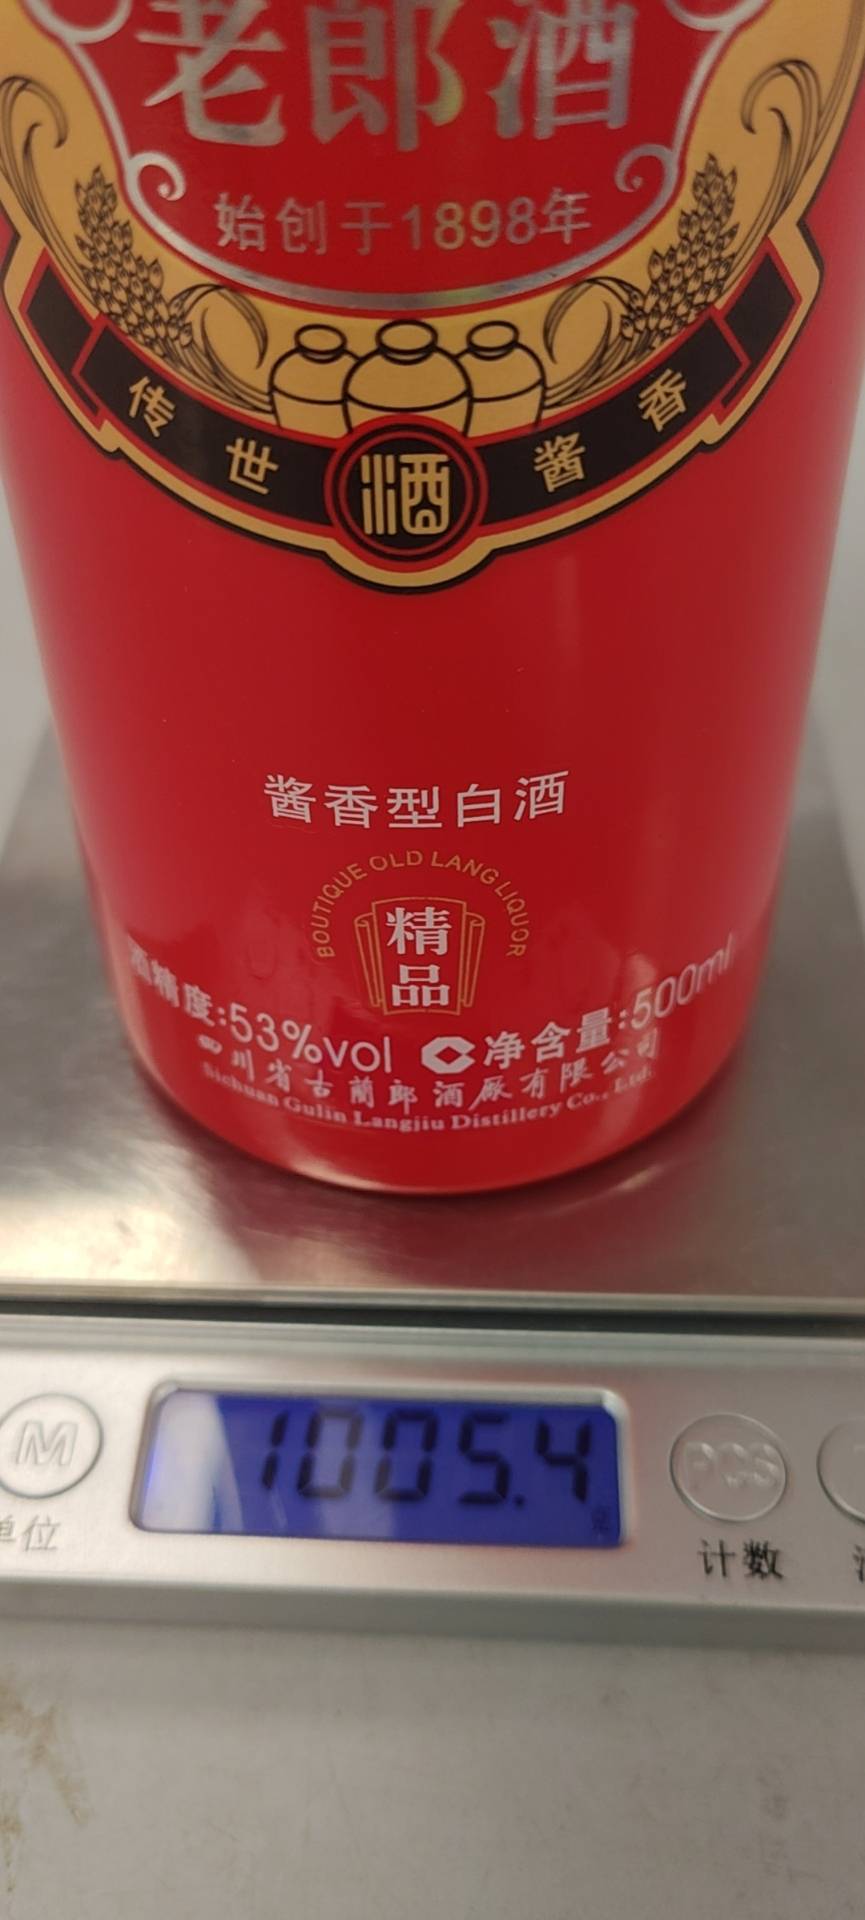 老郎酒
始创于1898年
传世酒酱香
酱香型白酒
BOUTIQUE OLD LANG LIQUOR
精品
酒精度:53%vol 净含量:500ml
四川省古蔺郎酒厰有限公司
Sichuan Gulin Langjiu Distillery Co., Ltd.
M 1005.4 PCS
单位 计数